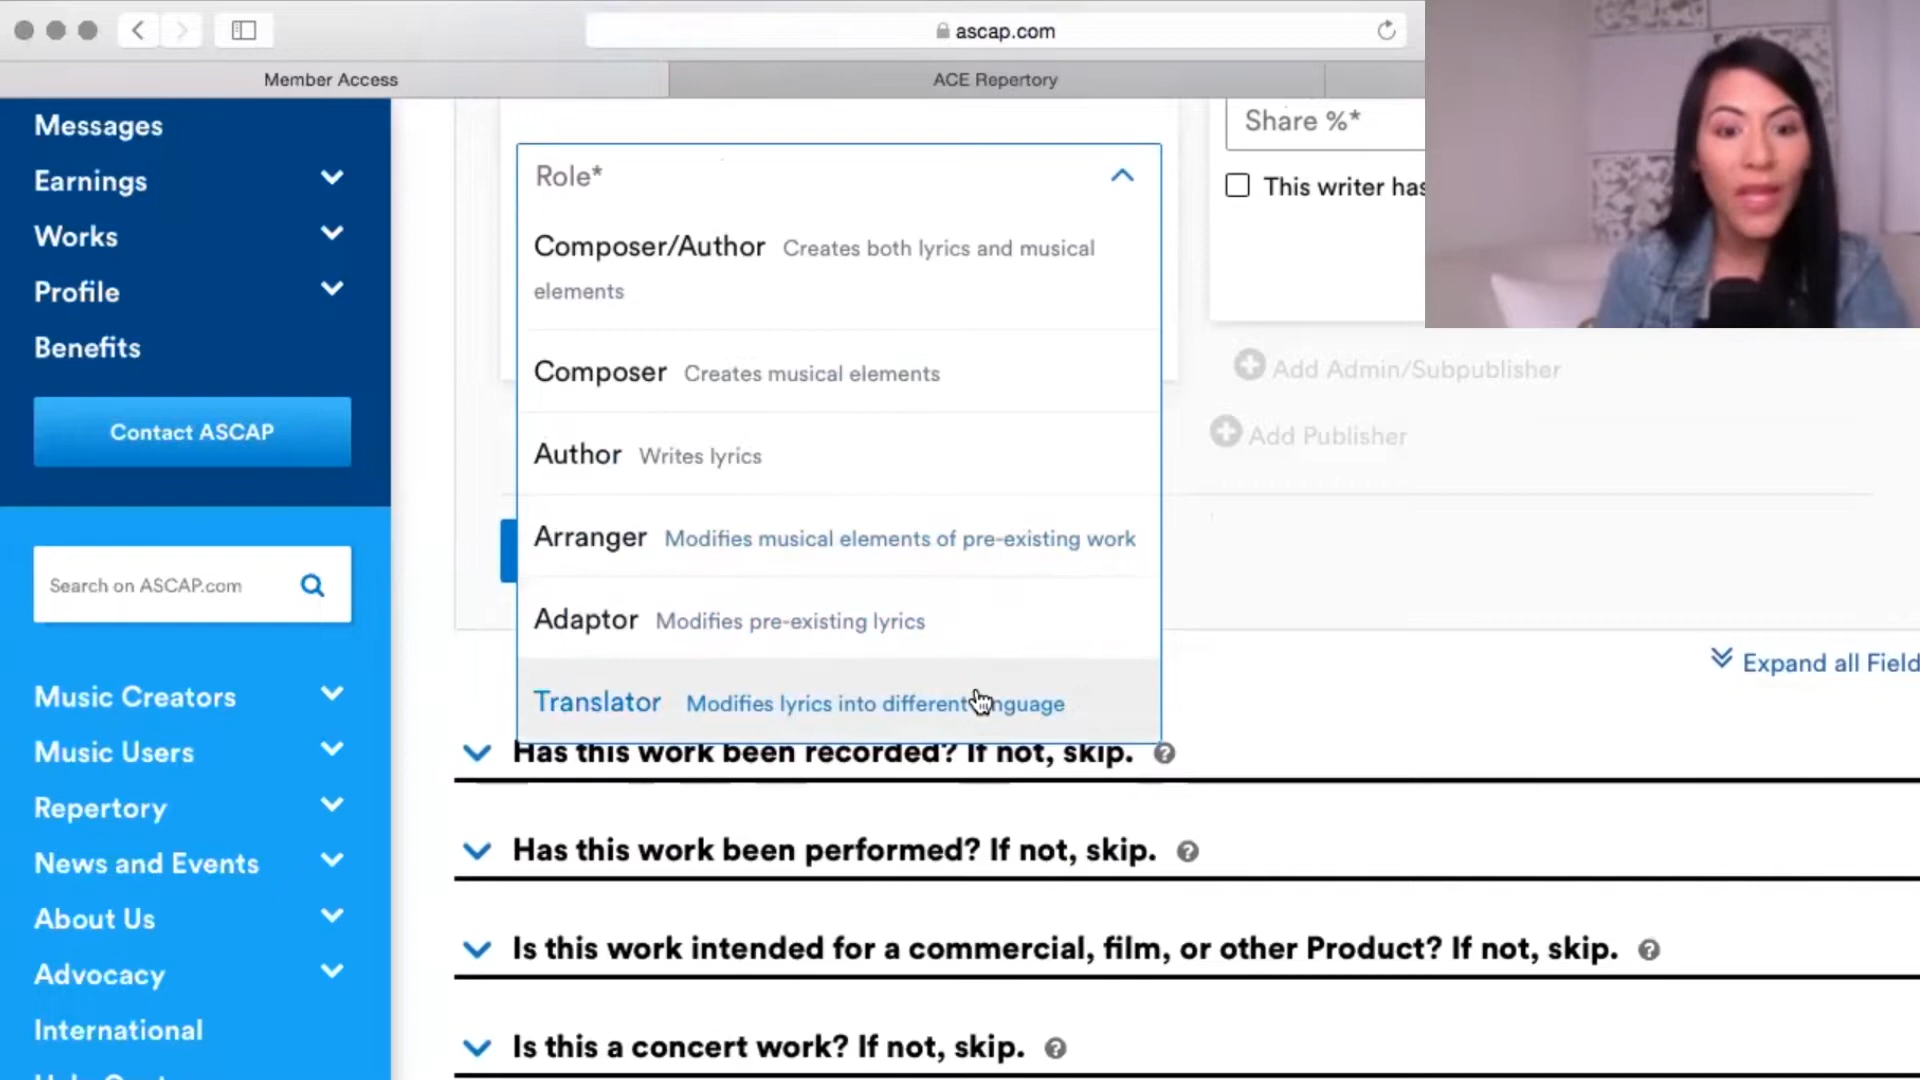 ascap.com
Member Access
ACE Repertory
Messages
Earnings
Works
Profile
Benefits
Contact ASCAP
Search on ASCAP.com
Music Creators
Music Users
Repertory
News and Events
About Us
Advocacy
International
Role*
Composer/Author Creates both lyrics and musical
elements
Composer Creates musical elements
Author Writes lyrics
Arranger Modifies musical elements of pre-existing work
Adaptor Modifies pre-existing lyrics
Translator Modifies lyrics into different nguage
Share %*
This writer has
Add Admin/Subpublisher
Add Publisher
Expand all Field
Has this work been recorded? If not, skip.
Has this work been performed? If not, skip.
Is this work intended for a commercial, film, or other Product? If not, skip.
Is this a concert work? If not, skip.